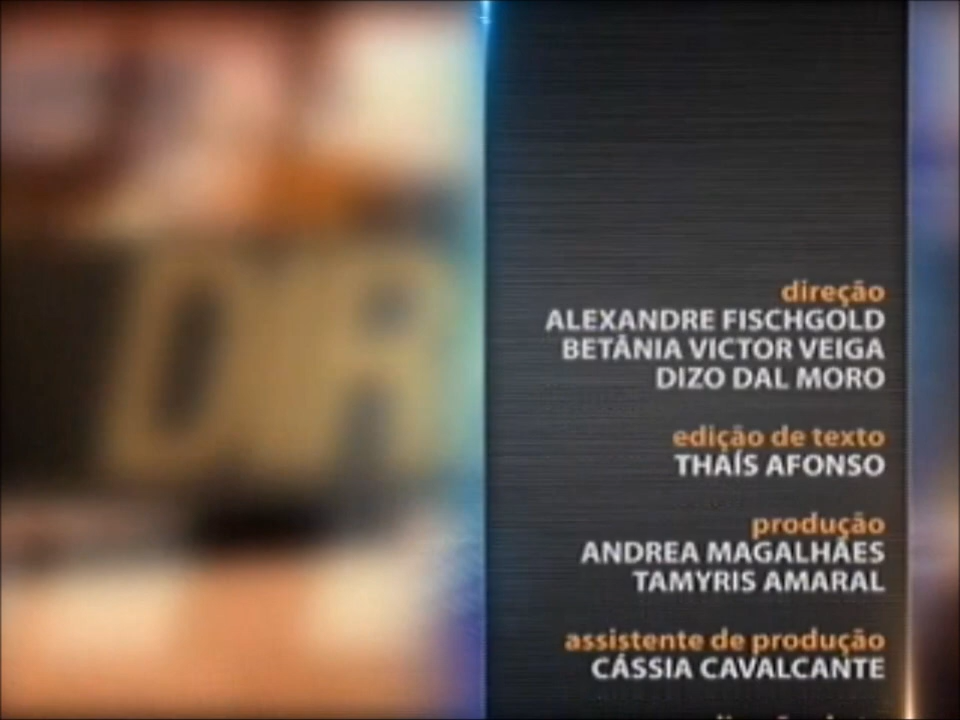 direção
ALEXANDRE FISCHGOLD
BETÂNIA VICTOR VEIGA
DIZO DAL MORO
edição de texto
THAÍS AFONSO
produção
ANDREA MAGALHÃES
TAMYRIS AMARAL
assistente de produção
CÁSSIA CAVALCANTE